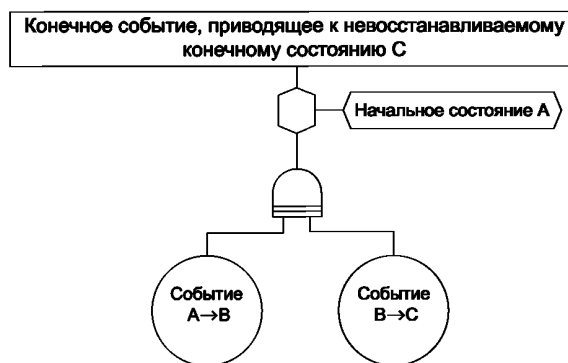 Конечное событие, приводящее к невосстанавливаемому
конечному состоянию С
Начальное состояние А
Событие
А→В
Событие
В→С